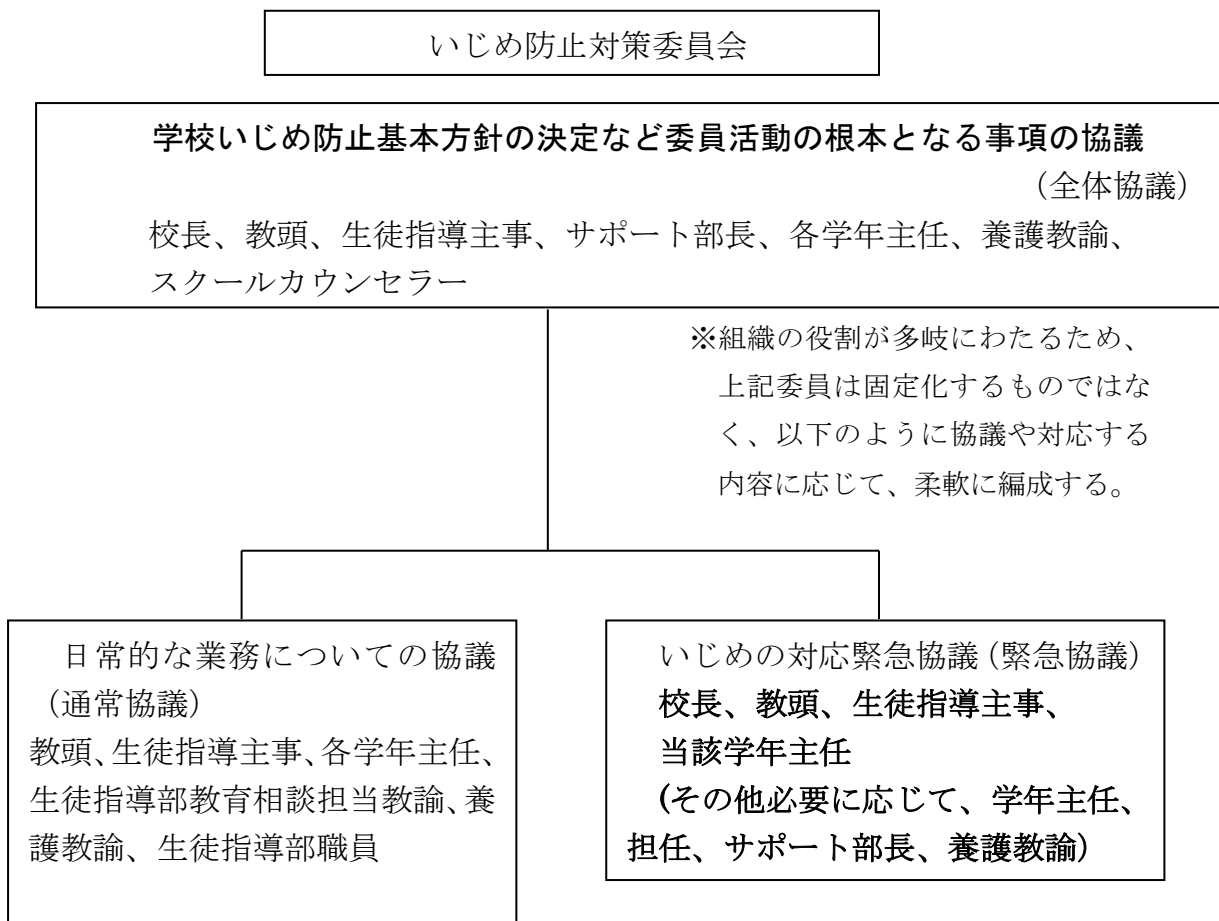 いじめ防止対策委員会
学校いじめ防止基本方針の決定など委員活動の根本となる事項の協議
（全体協議）
校長、教頭、生徒指導主事、サポート部長、各学年主任、養護教諭、
スクールカウンセラー
※組織の役割が多岐にわたるため、
上記委員は固定化するものではな
く、以下のように協議や対応する
内容に応じて、柔軟に編成する。
日常的な業務についての協議
（通常協議）
教頭、生徒指導主事、各学年主任、
生徒指導部教育相談担当教諭、養
護教諭、生徒指導部職員
いじめの対応緊急協議（緊急協議）
校長、教頭、生徒指導主事、
当該学年主任
(その他必要に応じて、学年主任、
担任、サポート部長、養護教諭)